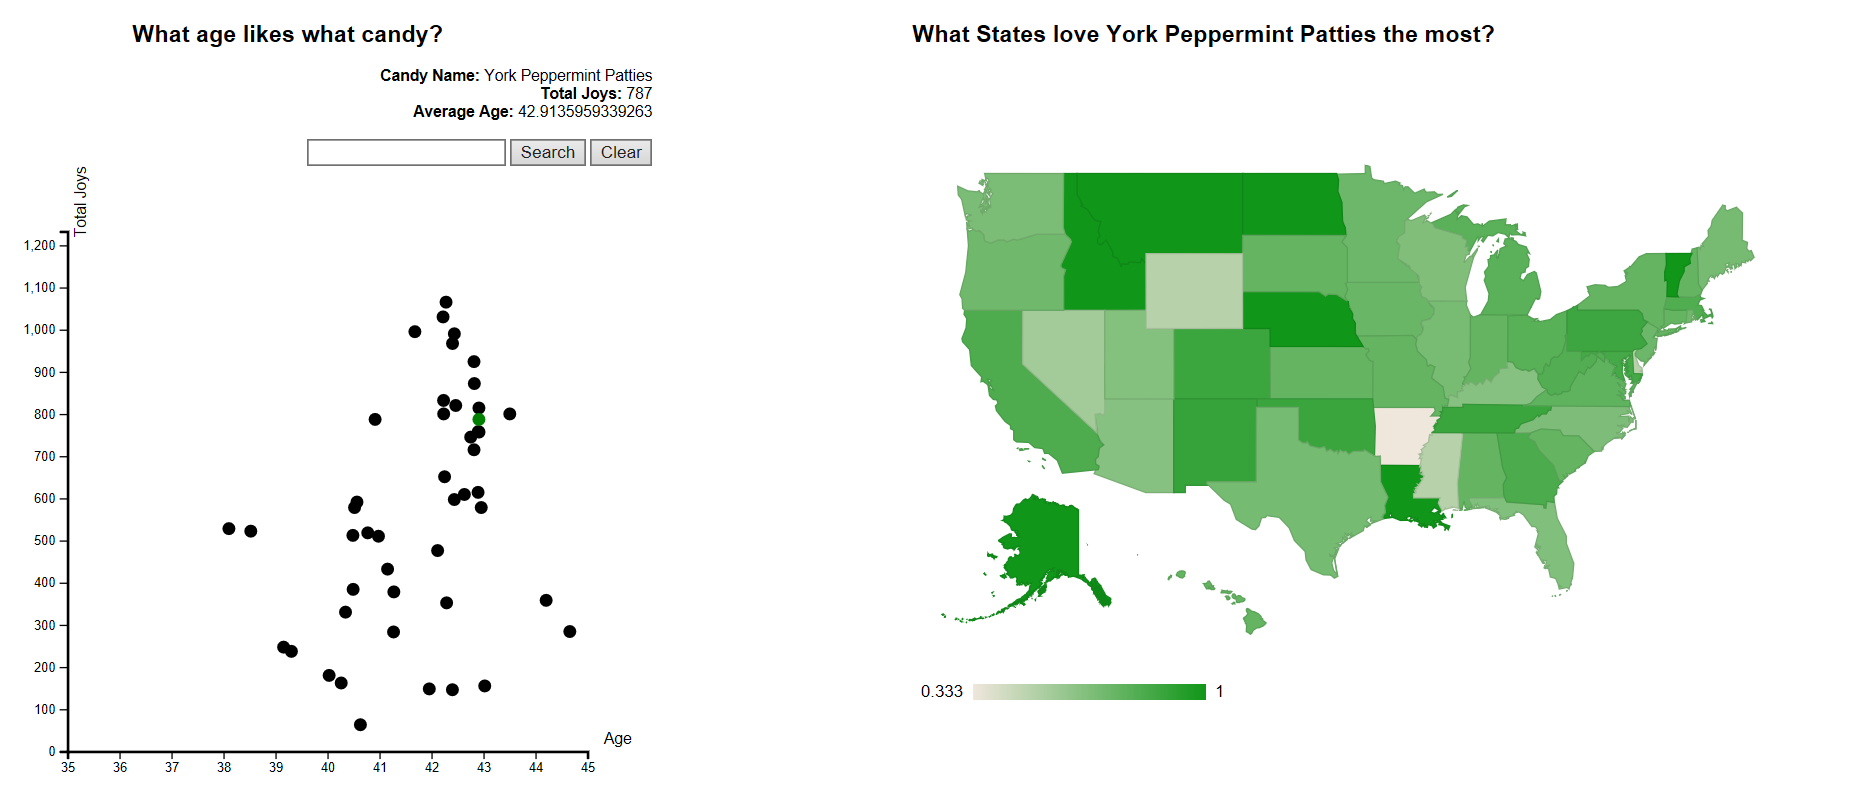 What age likes what candy?
Candy Name: York Peppermint Patties
Total Joys: 787
Average Age: 42.9135959339263
Search Clear
Total Joys
1,200
1,100
1,000
900
800
700
600
500
400
300
200
100
0
35 36 37 38 39 40 41 42 43 44 45
Age
What States love York Peppermint Patties the most?
0.333 1